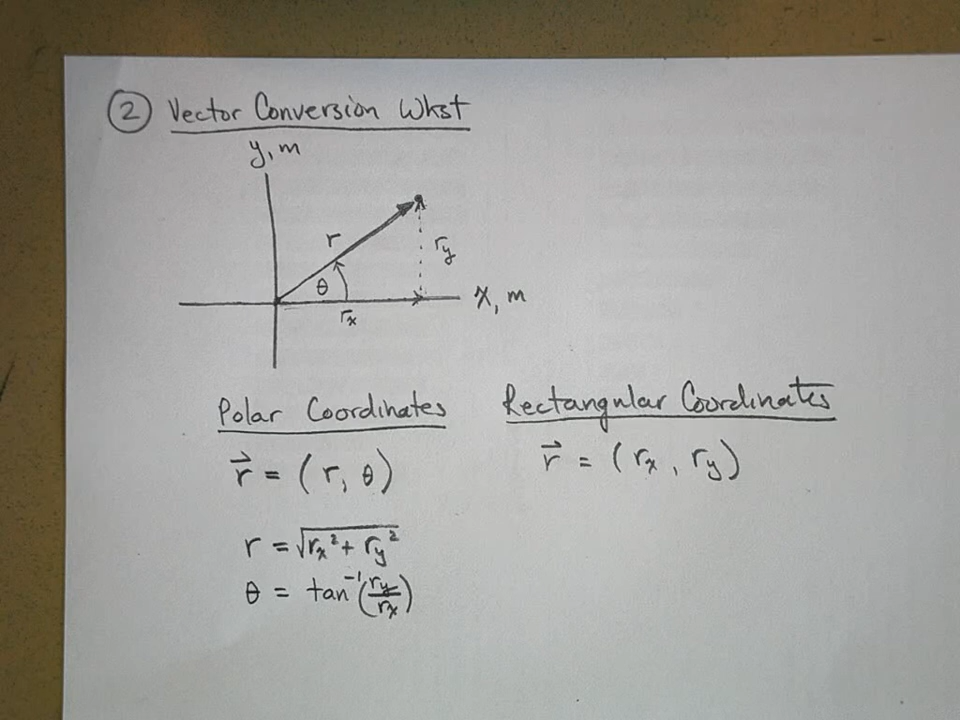 ② Vector Conversion Wkst
y, m
r
θ
r_y
r_x
x, m
Polar Coordinates
r⃗ = (r, θ)
r = √(r_x² + r_y²)
θ = tan⁻¹(r_y/r_x)
Rectangular Coordinates
r⃗ = (r_x, r_y)